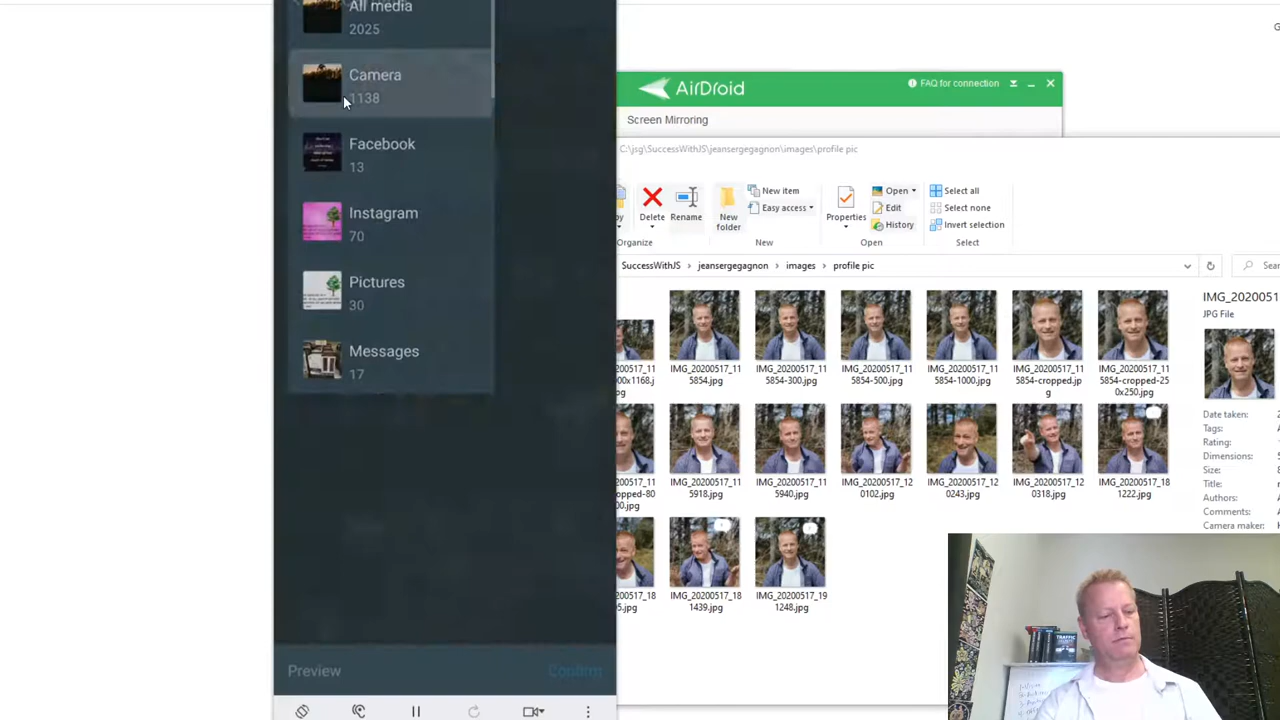 All media
2025
Camera
1138
Facebook
13
Instagram
70
Pictures
30
Messages
17
Preview
Confirm
AirDroid
FAQ for connection
Screen Mirroring
C:\jsg\SuccessWithJS\jeansergegagnon\images\profile pic
Delete
Rename
New
folder
New item
Easy access
Properties
Open
Edit
History
Select all
Select none
Invert selection
Organize
New
Open
Select
SuccessWithJS
jeansergegagnon
images
profile pic
IMG_20200517_11
5854.jpg
IMG_20200517_11
5854-300.jpg
IMG_20200517_11
5854-500.jpg
IMG_20200517_11
5854-1000.jpg
IMG_20200517_11
5854-cropped.jp
g
IMG_20200517_11
5854-cropped-25
0x250.jpg
IMG_20200517_11
5918.jpg
IMG_20200517_11
5940.jpg
IMG_20200517_12
0102.jpg
IMG_20200517_12
0243.jpg
IMG_20200517_12
0318.jpg
IMG_20200517_18
1222.jpg
IMG_20200517_18
1439.jpg
IMG_20200517_19
1248.jpg
IMG_2020051
JPG File
Date taken:
Tags:
Rating:
Dimensions:
Size:
Title:
Authors:
Comments:
Camera maker:
TRAFFIC